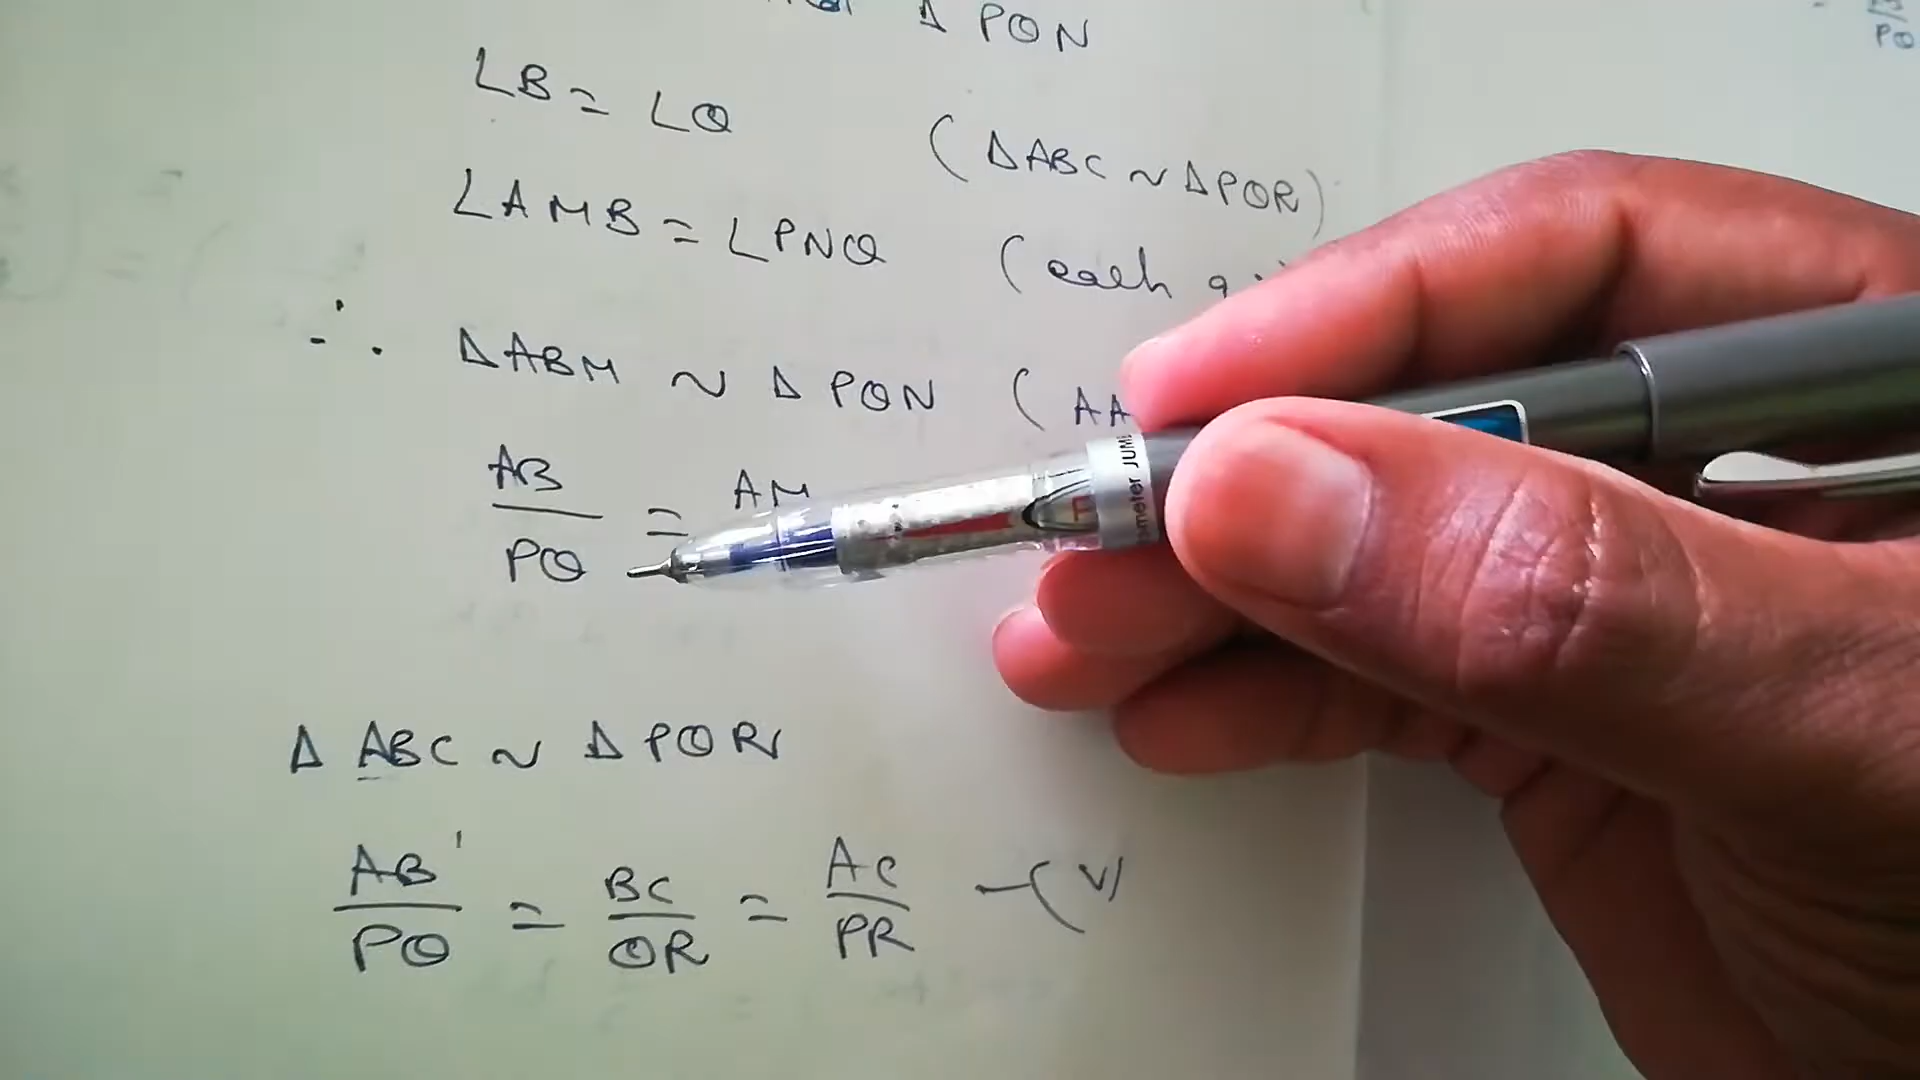 Δ PQN
∠B = ∠Q (ΔABC ~ ΔPQR)
∠AMB = ∠PNQ (each
∴ ΔABM ~ ΔPQN (AA
AB/PQ = AM
ΔABC ~ ΔPQR
AB/PQ = BC/QR = AC/PR —(V)
PQ